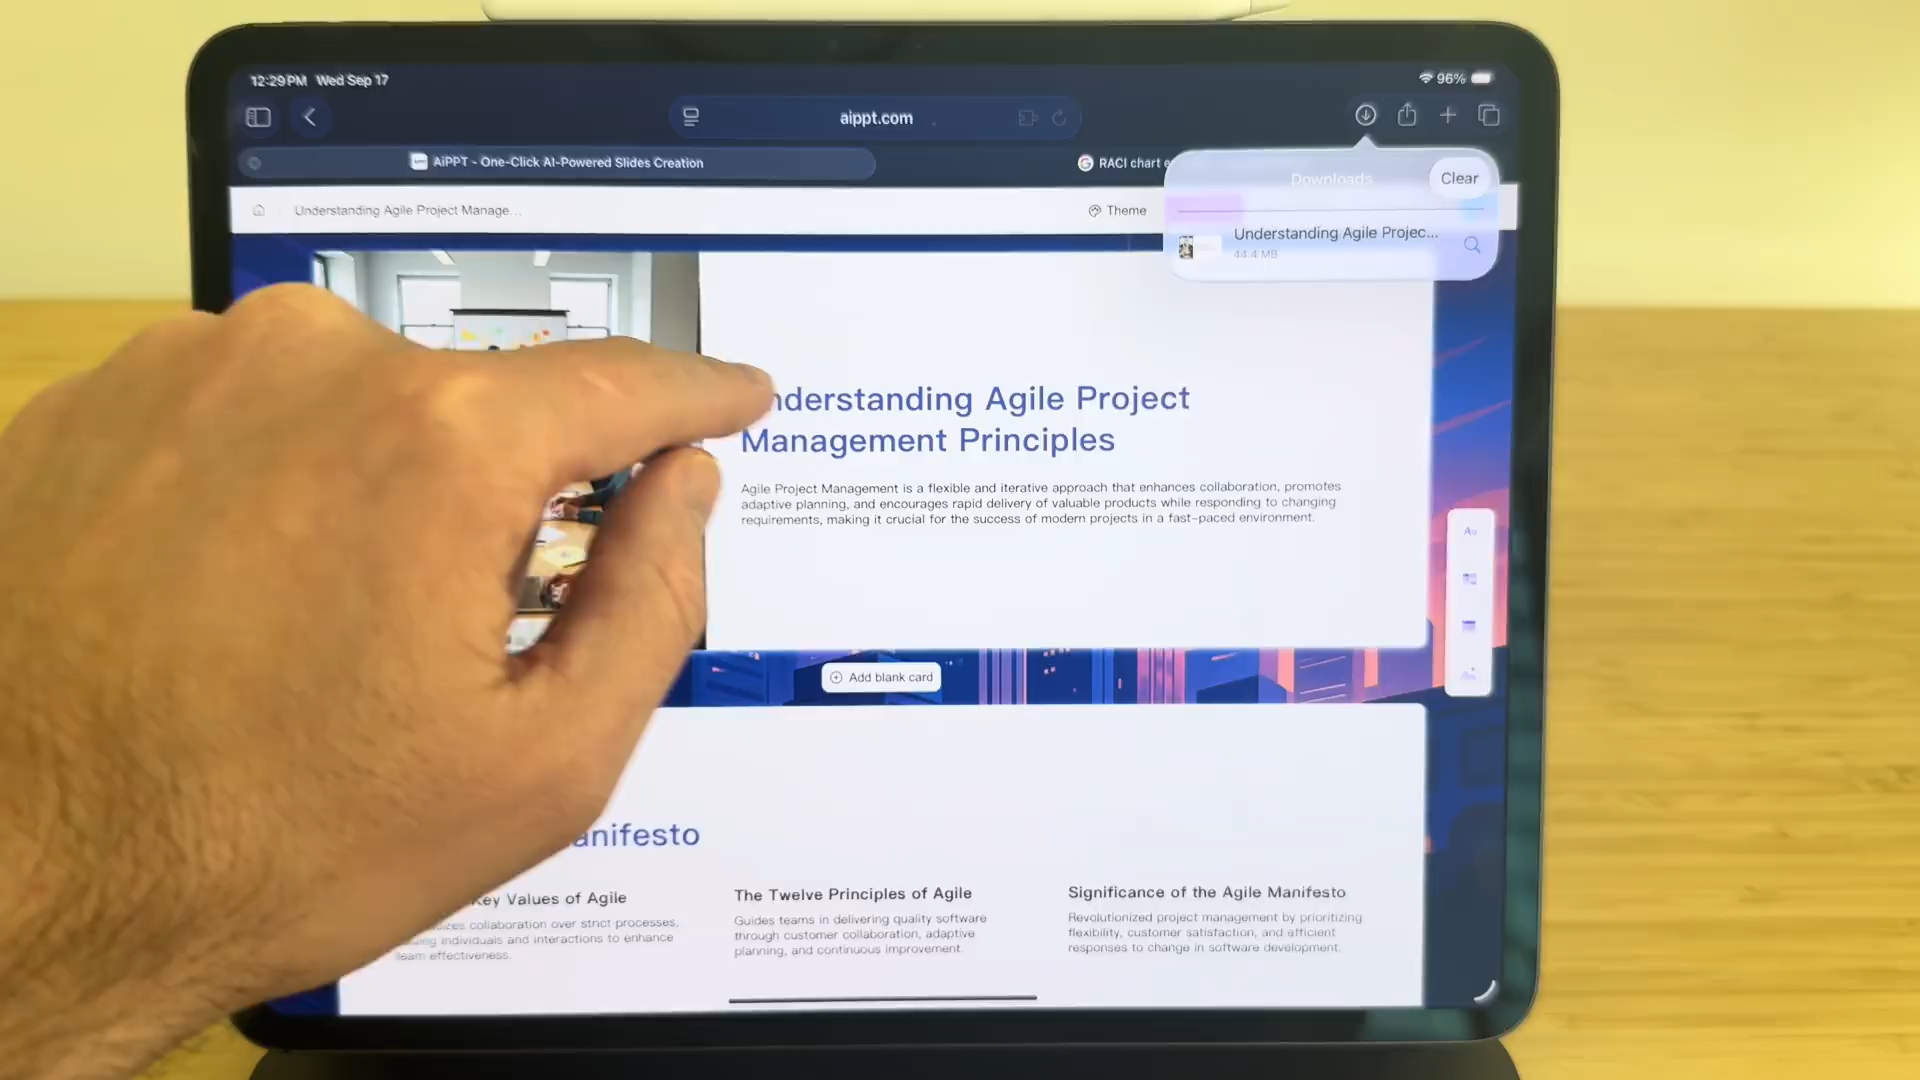 12:29 PM Wed Sep 17
96%
aippt.com
AiPPT - One-Click AI-Powered Slides Creation
RACI chart e
Downloads
Clear
Understanding Agile Project Manage...
Theme
Understanding Agile Projec...
44.4 MB
nderstanding Agile Project
Management Principles
Agile Project Management is a flexible and iterative approach that enhances collaboration, promotes
adaptive planning, and encourages rapid delivery of valuable products while responding to changing
requirements, making it crucial for the success of modern projects in a fast-paced environment.
Add blank card
anifesto
Key Values of Agile
collaboration over strict processes,
individuals and interactions to enhance
team effectiveness.
The Twelve Principles of Agile
Guides teams in delivering quality software
through customer collaboration, adaptive
planning, and continuous improvement.
Significance of the Agile Manifesto
Revolutionized project management by prioritizing
flexibility, customer satisfaction, and efficient
responses to change in software development.